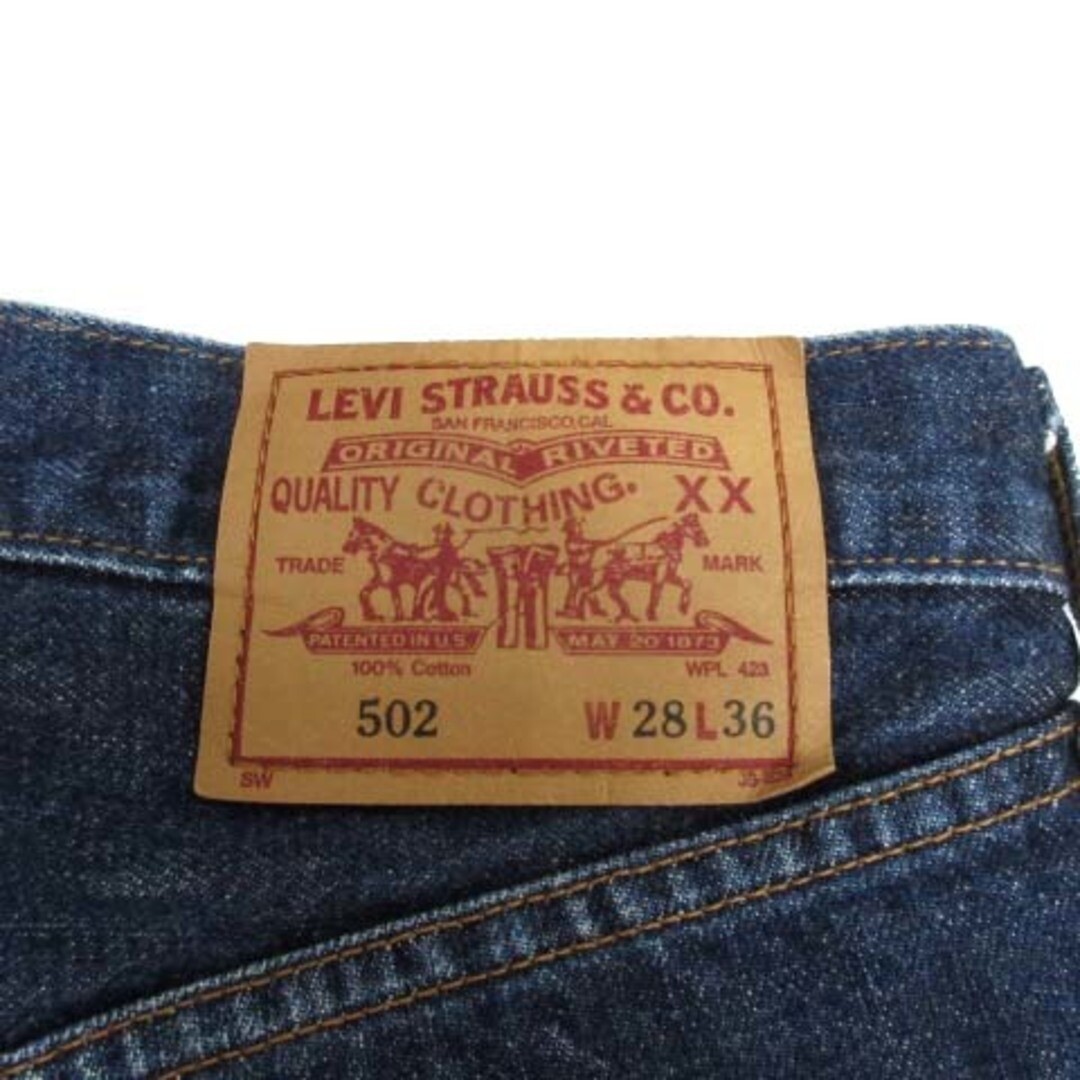 LEVI STRAUSS & CO.
SAN FRANCISCO, CAL
ORIGINAL RIVETED
QUALITY CLOTHING. XX
TRADE MARK
PATENTED IN U.S. MAY 20 1873
100% Cotton WPL 423
502 W 28 L 36
SW